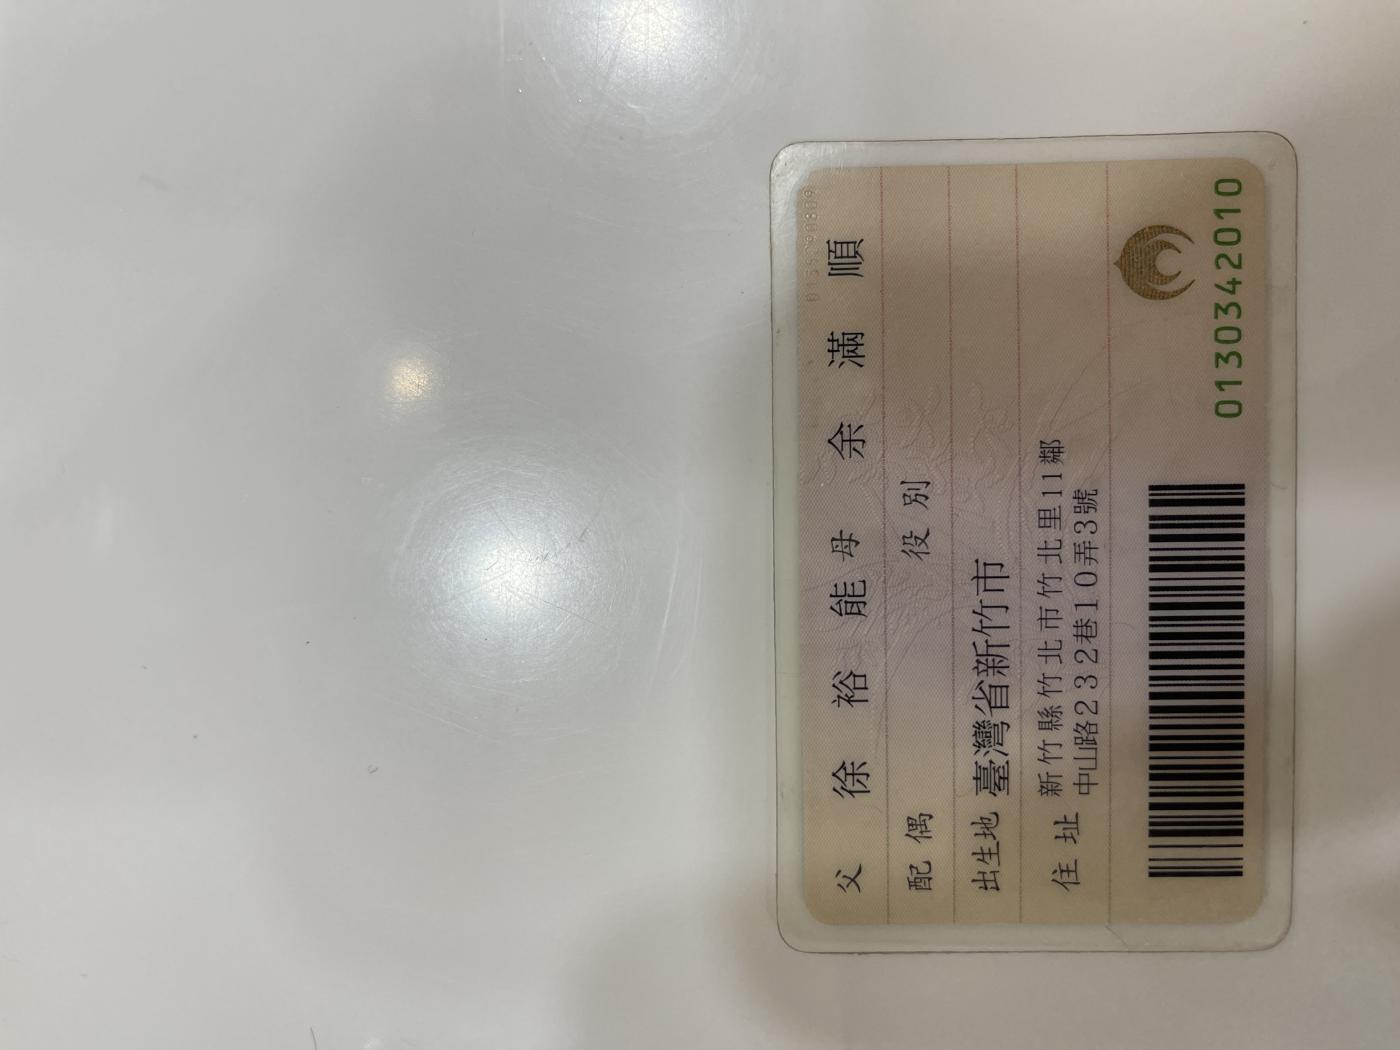 父 徐裕能 母 余滿順
配偶 役別
出生地 臺灣省新竹市
住址 新竹縣竹北市竹北里11鄰
中山路232巷10弄3號
0130342010